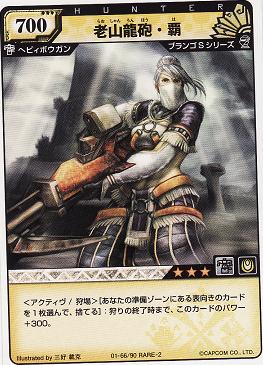 HUNTER
700
ろうしゃんろんほう は
老山龍砲・覇
ヘビィボウガン
ブランゴSシリーズ
<アクティヴ / 狩場>[あなたの準備ゾーンにある表向きのカード
を1枚選んで、捨てる]：狩りの終了時まで、このカードのパワー
+300。
Illustrated by 三好 載克
01-66/90 RARE-2
©CAPCOM CO., LTD.